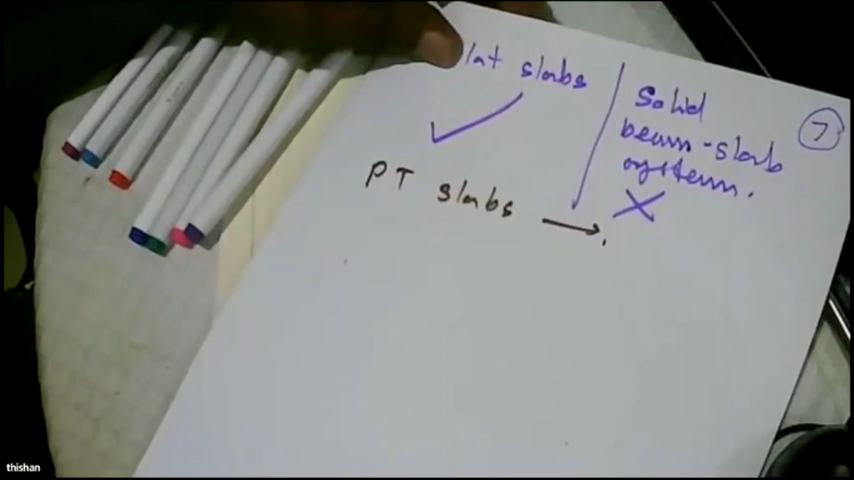 lat slabs
Solid
beam-slab
system.
7
PT slabs
thishan